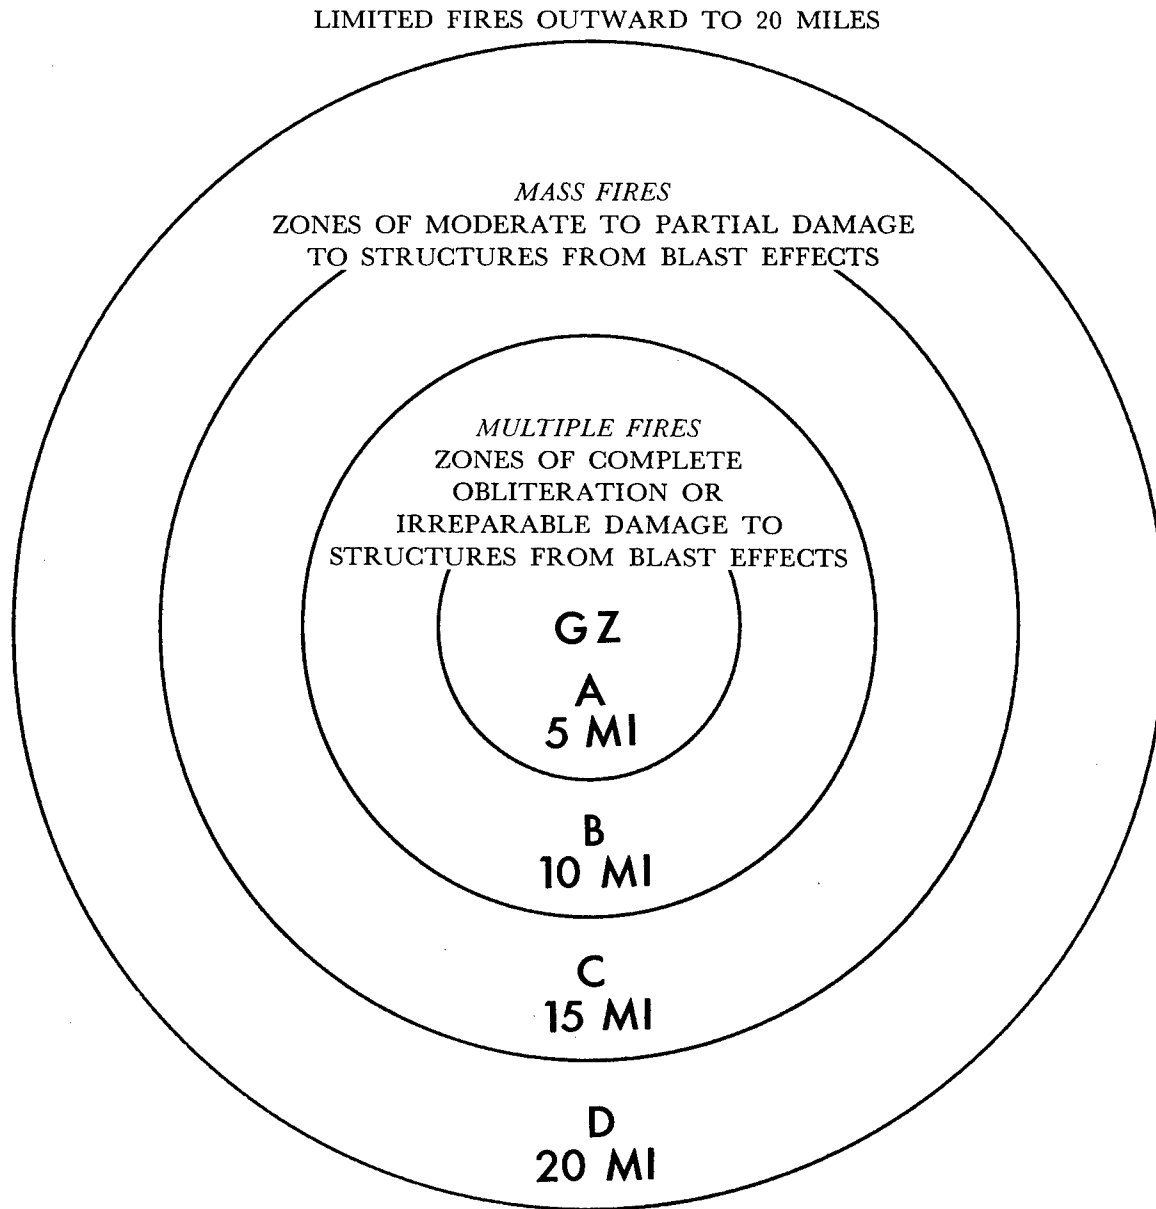 LIMITED FIRES OUTWARD TO 20 MILES
MASS FIRES
ZONES OF MODERATE TO PARTIAL DAMAGE
TO STRUCTURES FROM BLAST EFFECTS
MULTIPLE FIRES
ZONES OF COMPLETE
OBLITERATION OR
IRREPARABLE DAMAGE TO
STRUCTURES FROM BLAST EFFECTS
GZ
A
5 MI
B
10 MI
C
15 MI
D
20 MI